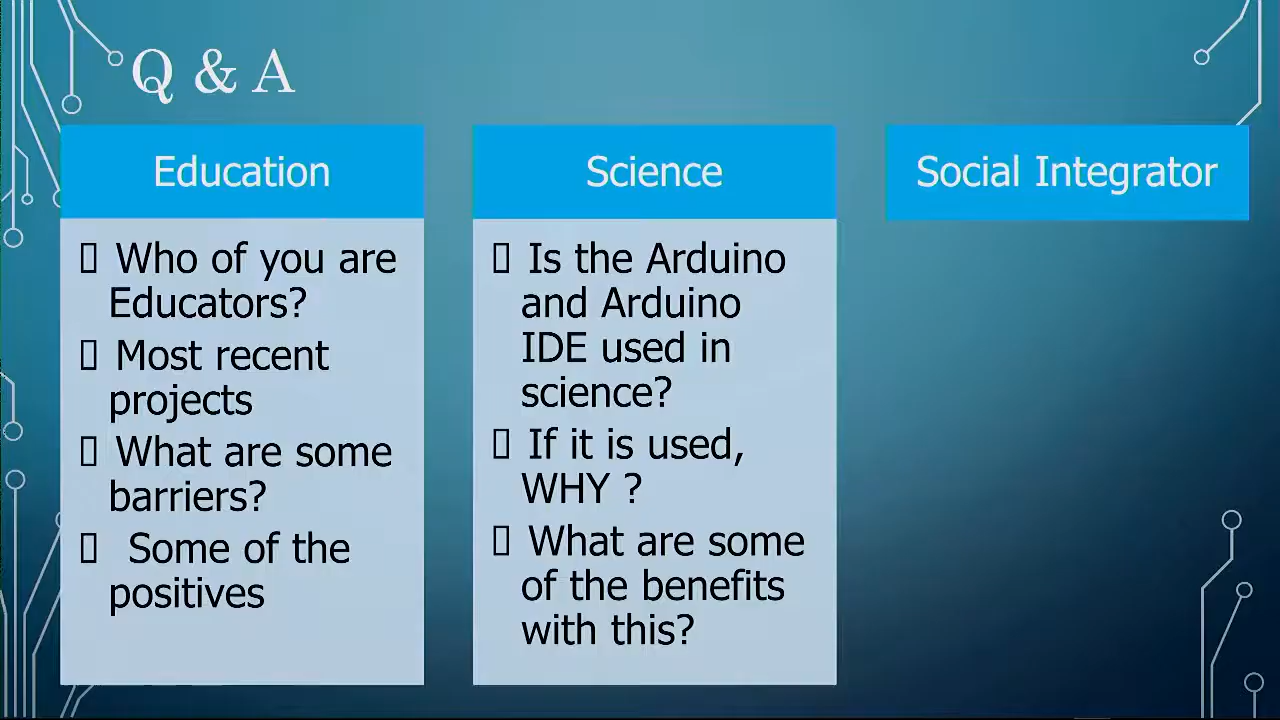 Q & A
Education
Who of you are
Educators?
Most recent
projects
What are some
barriers?
Some of the
positives
Science
Is the Arduino
and Arduino
IDE used in
science?
If it is used,
WHY ?
What are some
of the benefits
with this?
Social Integrator